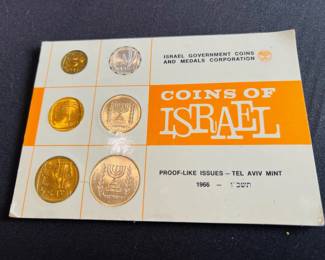 ISRAEL GOVERNMENT COINS
AND MEDALS CORPORATION
COINS OF
ISRAEL
PROOF-LIKE ISSUES – TEL AVIV MINT
1966 –